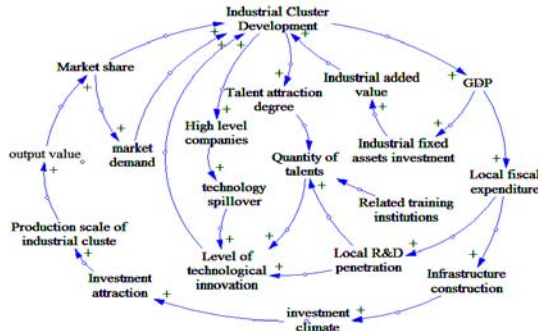 Industrial Cluster
Development
Market share
Talent attraction
degree
Industrial
added value
GDP
High level
companies
market
demand
output value
Industrial fixed
assets investment
Quantity of
talents
Local fiscal
expenditure
technology
spillover
Related training
institutions
Production scale of
industrial cluste
Level of
technological
innovation
Local R&D
penetration
Infrastructure
construction
Investment
attraction
investment
climate